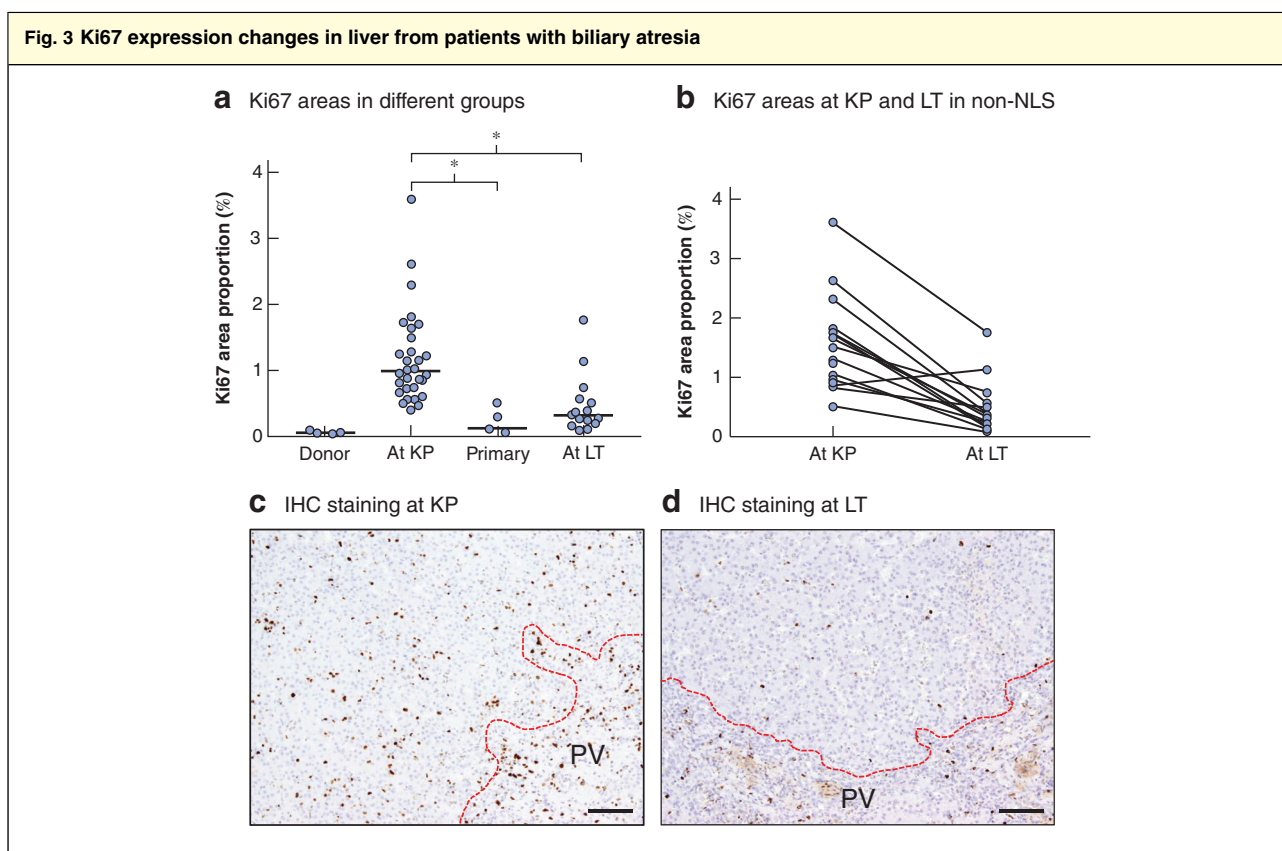 Fig. 3 Ki67 expression changes in liver from patients with biliary atresia
a Ki67 areas in different groups
Ki67 area proportion (%)
4
3
2
1
0
*
*
Donor
At KP
Primary
At LT
b Ki67 areas at KP and LT in non-NLS
Ki67 area proportion (%)
4
3
2
1
0
At KP
At LT
c IHC staining at KP
PV
d IHC staining at LT
PV